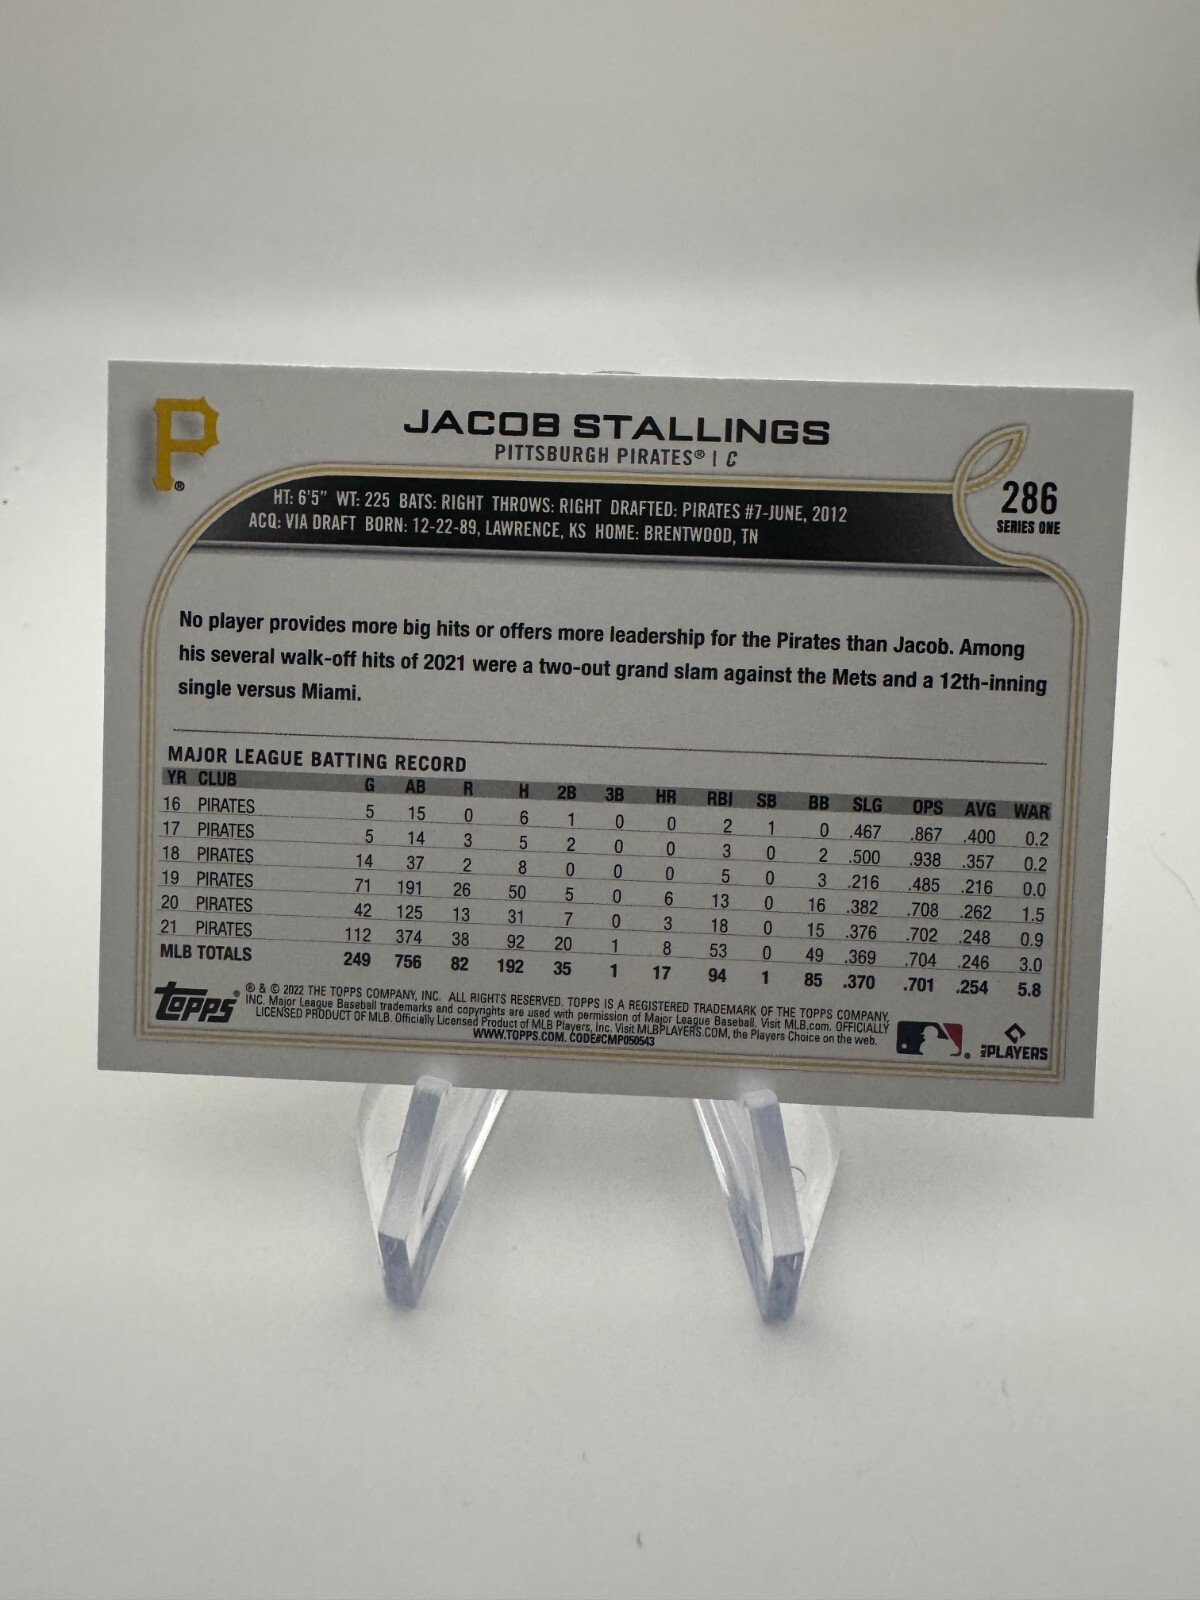 P®
JACOB STALLINGS
PITTSBURGH PIRATES® | C
286
SERIES ONE
HT: 6'5" WT: 225 BATS: RIGHT THROWS: RIGHT DRAFTED: PIRATES #7-JUNE, 2012
ACQ: VIA DRAFT BORN: 12-22-89, LAWRENCE, KS HOME: BRENTWOOD, TN
No player provides more big hits or offers more leadership for the Pirates than Jacob. Among
his several walk-off hits of 2021 were a two-out grand slam against the Mets and a 12th-inning
single versus Miami.
MAJOR LEAGUE BATTING RECORD
YR CLUB G AB R H 2B 3B HR RBI SB BB SLG OPS AVG WAR
16 PIRATES 5 15 0 6 1 0 0 2 1 0 .467 .867 .400 0.2
17 PIRATES 5 14 3 5 2 0 0 3 0 2 .500 .938 .357 0.2
18 PIRATES 14 37 2 8 0 0 0 5 0 3 .216 .485 .216 0.0
19 PIRATES 71 191 26 50 5 0 6 13 0 16 .382 .708 .262 1.5
20 PIRATES 42 125 13 31 7 0 3 18 0 15 .376 .702 .248 0.9
21 PIRATES 112 374 38 92 20 1 8 53 0 49 .369 .704 .246 3.0
MLB TOTALS 249 756 82 192 35 1 17 94 1 85 .370 .701 .254 5.8
Topps®
® & © 2022 THE TOPPS COMPANY, INC. ALL RIGHTS RESERVED. TOPPS IS A REGISTERED TRADEMARK OF THE TOPPS COMPANY,
INC. Major League Baseball trademarks and copyrights are used with permission of Major League Baseball. Visit MLB.com. OFFICIALLY
LICENSED PRODUCT OF MLB. Officially Licensed Product of MLB Players, Inc. Visit MLBPLAYERS.COM, the Players Choice on the web.
WWW.TOPPS.COM. CODE#CMP050543
MLB PLAYERS